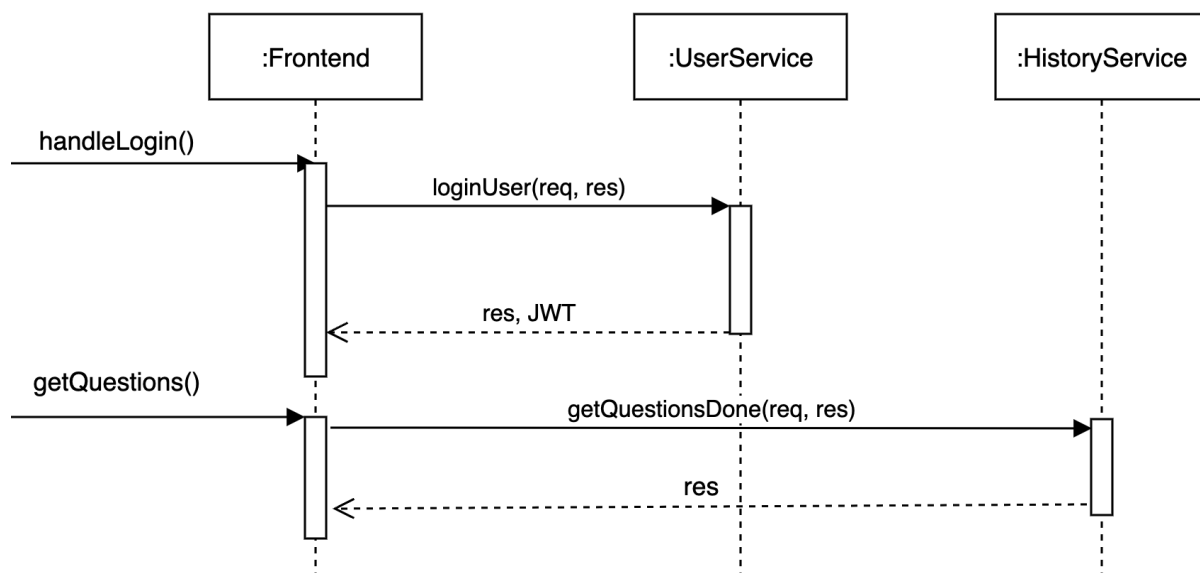 :Frontend
:UserService
:HistoryService
handleLogin()
loginUser(req, res)
res, JWT
getQuestions()
getQuestionsDone(req, res)
res